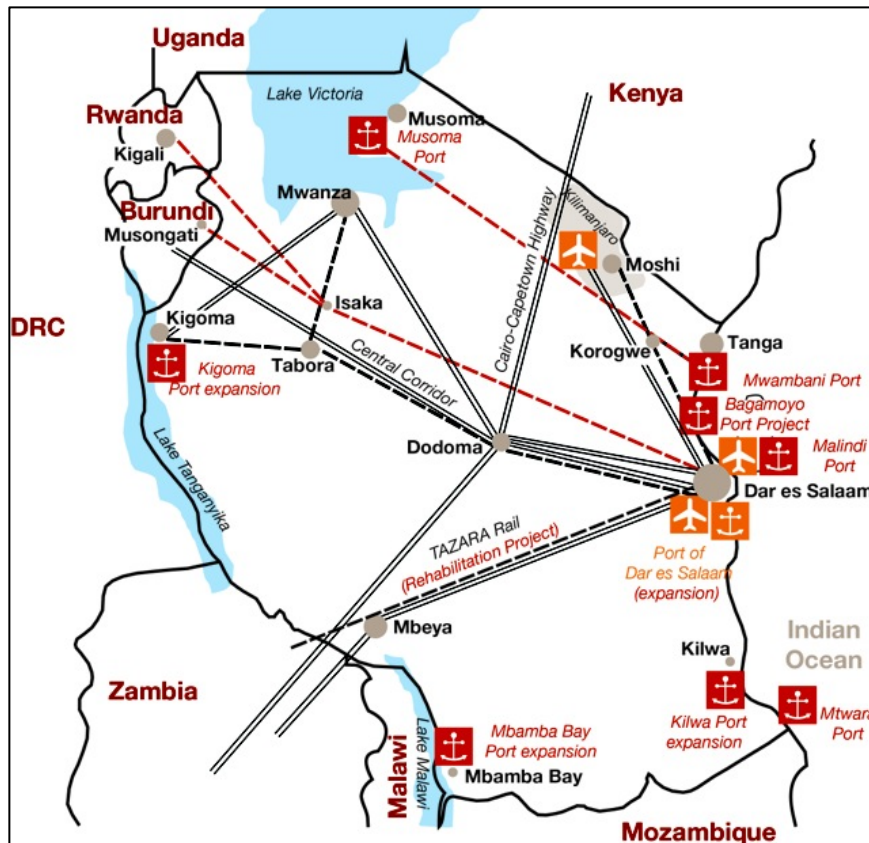 Uganda
Lake Victoria
Kenya
Rwanda
Musoma
Musoma
Port
Kigali
Mwanza
Burundi
Musongati
Kilimanjaro
Cairo-Capetown Highway
Moshi
Isaka
Kigoma
DRC
Korogwe
Tanga
Tabora
Kigoma
Port expansion
Central Corridor
Mwambani Port
Bagamoyo
Port Project
Dodoma
Malindi
Port
Lake Tanganyika
Dar es Salaam
TAZARA Rail
(Rehabilitation Project)
Port of
Dar es Salaam
(expansion)
Mbeya
Indian
Ocean
Kilwa
Zambia
Kilwa Port
expansion
Mtwara
Port
Mbamba Bay
Port expansion
Malawi
Lake Malawi
Mbamba Bay
Mozambique